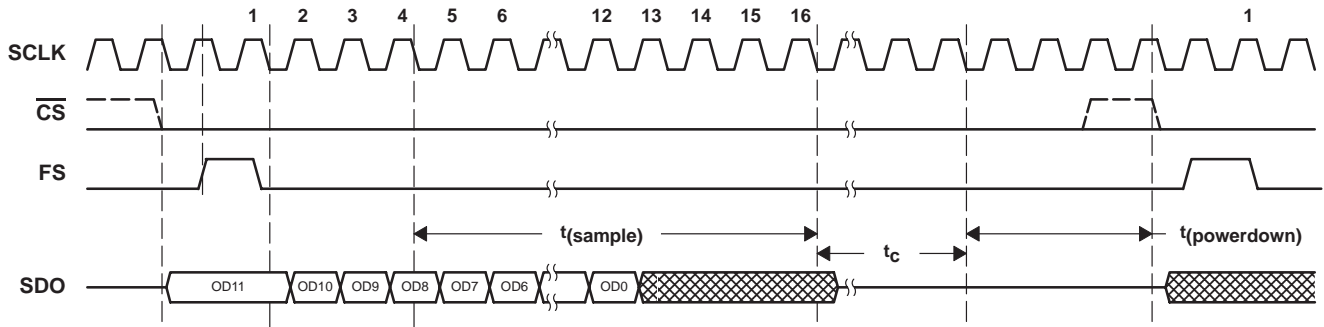 1 2 3 4 5 6 12 13 14 15 16 1
SCLK
CS
FS
t(sample) t(powerdown)
tc
SDO OD11 OD10 OD9 OD8 OD7 OD6 OD0